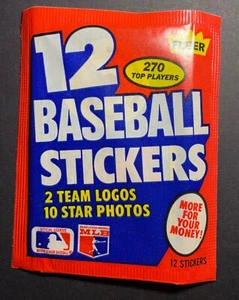 12
FLEER
270
TOP PLAYERS
BASEBALL
STICKERS
2 TEAM LOGOS
10 STAR PHOTOS
MORE
FOR
YOUR
MONEY!
MLB
12 STICKERS